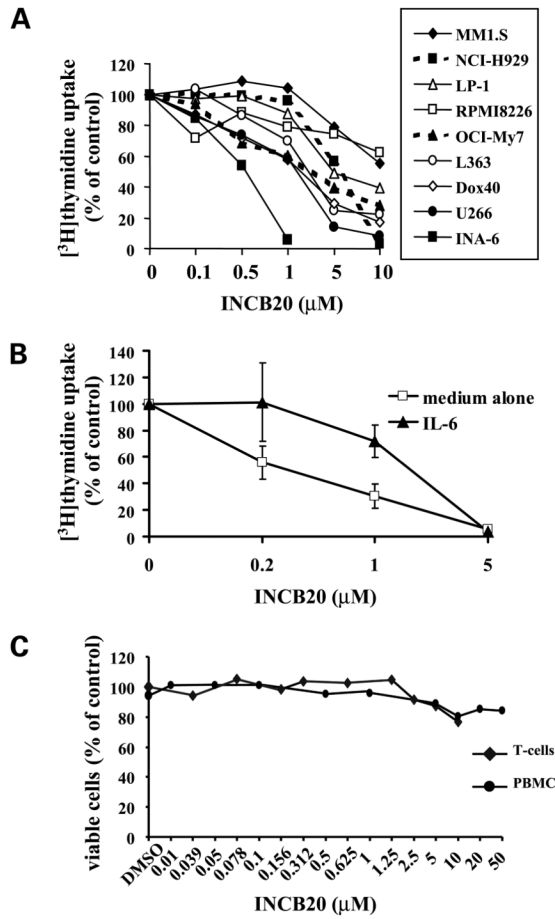 A
[³H]thymidine uptake
(% of control)
120
100
80
60
40
20
0
0 0.1 0.5 1 5 10
INCB20 (μM)
MM1.S
NCI-H929
LP-1
RPMI8226
OCI-My7
L363
Dox40
U266
INA-6
B
[³H]thymidine uptake
(% of control)
140
120
100
80
60
40
20
0
0 0.2 1 5
INCB20 (μM)
medium alone
IL-6
C
viable cells (% of control)
120
100
80
60
40
20
0
DMSO 0.01 0.039 0.05 0.078 0.1 0.156 0.312 0.5 0.625 1 1.25 2.5 5 10 20 50
INCB20 (μM)
T-cells
PBMC